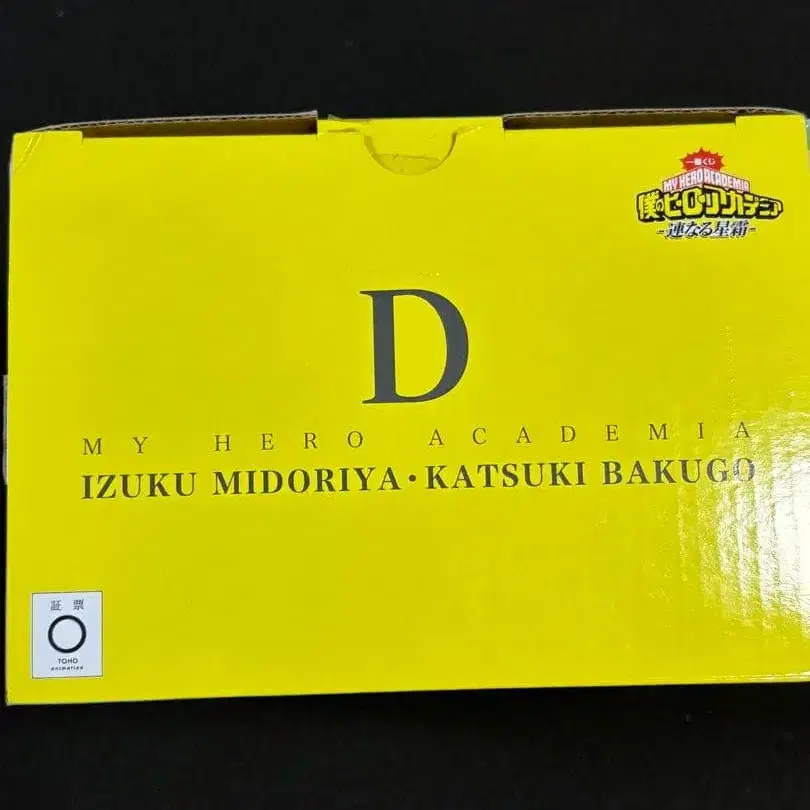 一番くじ
MY HERO ACADEMIA
僕のヒーローアカデミア
-連なる星霜-
D
MY HERO ACADEMIA
IZUKU MIDORIYA・KATSUKI BAKUGO
証 票
TOHO
animation